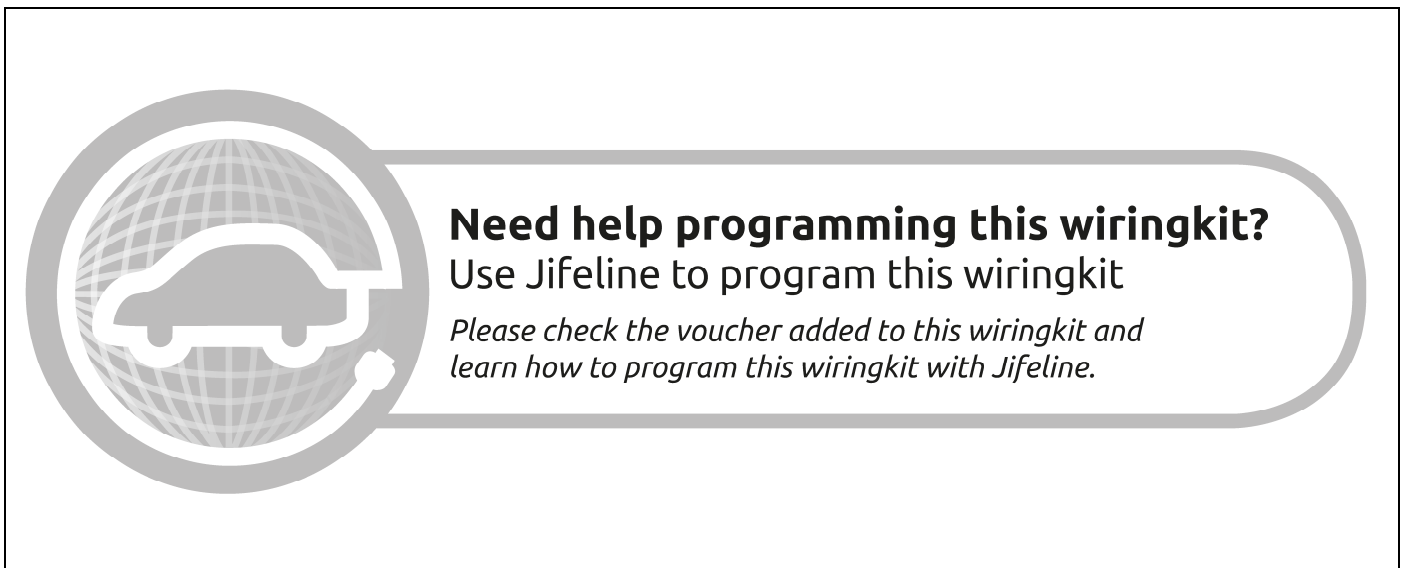 Need help programming this wiringkit?
Use Jifeline to program this wiringkit
Please check the voucher added to this wiringkit and
learn how to program this wiringkit with Jifeline.